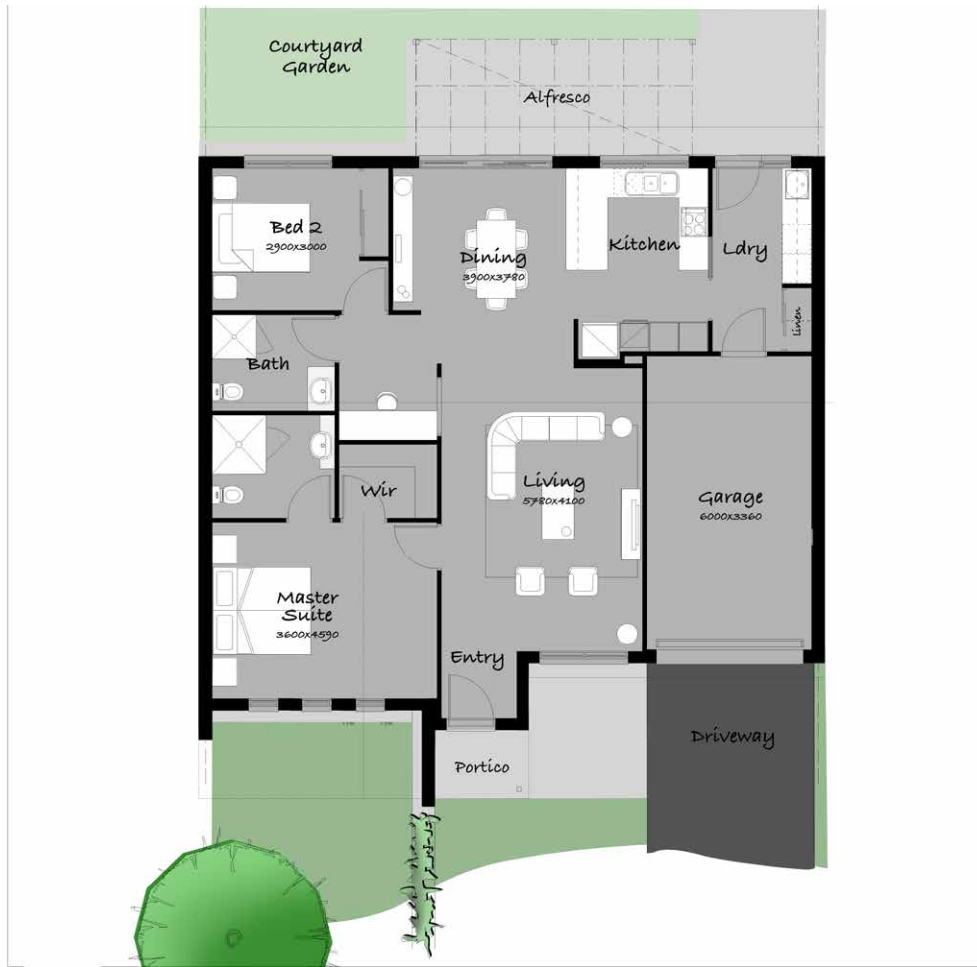 Courtyard
Garden
Alfresco
Bed 2
2900x3000
Dining
3900x3780
Kitchen
Ldry
Linen
Bath
Wir
Living
5780x4100
Garage
6000x3360
Master
Suite
3600x4590
Entry
Portico
Driveway